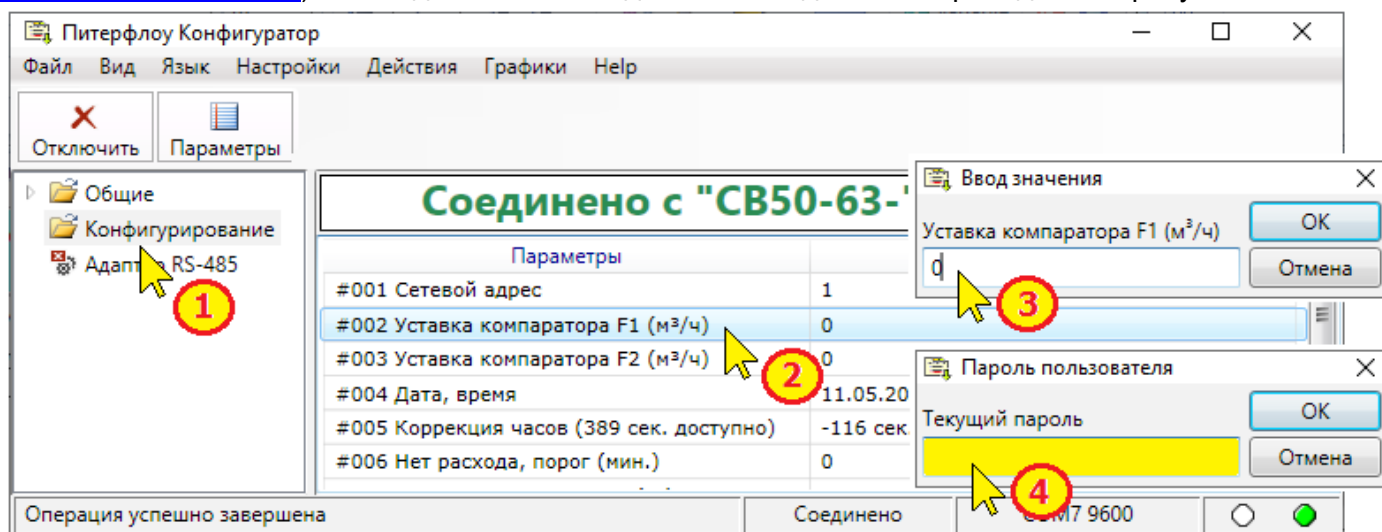 Питерфлоу Конфигуратор
Файл Вид Язык Настройки Действия Графики Help
Отключить Параметры
Общие
Конфигурирование
RS-485
1
Соединено с "СВ50-63-
Параметры
#001 Сетевой адрес 1
#002 Уставка компаратора F1 (м³/ч) 0
#003 Уставка компаратора F2 (м³/ч) 0
#004 Дата, время 11.05.20
#005 Коррекция часов (389 сек. доступно) -116 сек
#006 Нет расхода, порог (мин.) 0
2
Ввод значения
Уставка компаратора F1 (м³/ч) OK
0 Отмена
3
Пароль пользователя
Текущий пароль OK
Отмена
4
Операция успешно завершена Соединено COM7 9600